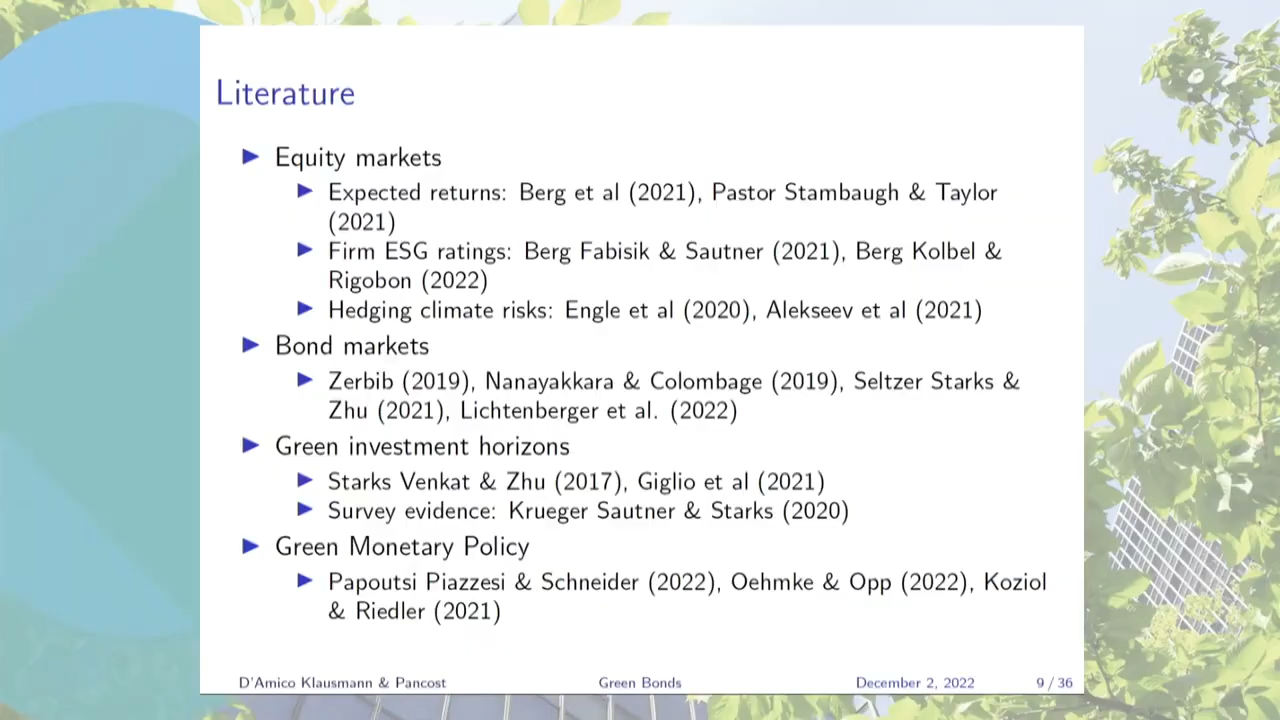 Literature
Equity markets
Expected returns: Berg et al (2021), Pastor Stambaugh & Taylor
(2021)
Firm ESG ratings: Berg Fabisik & Sautner (2021), Berg Kolbel &
Rigobon (2022)
Hedging climate risks: Engle et al (2020), Alekseev et al (2021)
Bond markets
Zerbib (2019), Nanayakkara & Colombage (2019), Seltzer Starks &
Zhu (2021), Lichtenberger et al. (2022)
Green investment horizons
Starks Venkat & Zhu (2017), Giglio et al (2021)
Survey evidence: Krueger Sautner & Starks (2020)
Green Monetary Policy
Papoutsi Piazzesi & Schneider (2022), Oehmke & Opp (2022), Koziol
& Riedler (2021)
D'Amico Klausmann & Pancost Green Bonds December 2, 2022 9 / 36